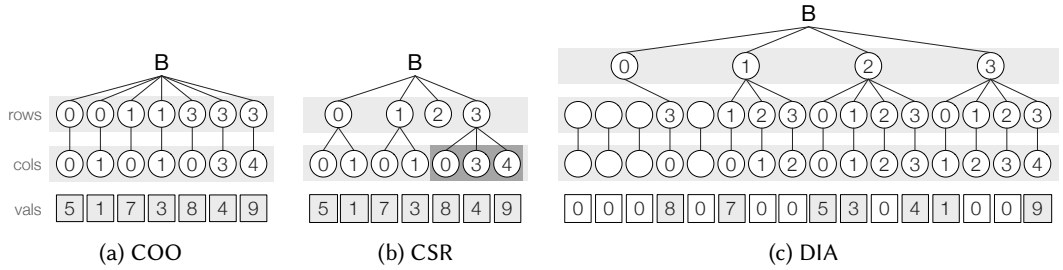 B
rows 0 0 1 1 3 3 3
cols 0 1 0 1 0 3 4
vals 5 1 7 3 8 4 9
(a) COO
B
0 1 2 3
0 1 0 1 0 3 4
5 1 7 3 8 4 9
(b) CSR
B
0 1 2 3
3 1 2 3 0 1 2 3 0 1 2 3
0 0 1 2 0 1 2 3 1 2 3 4
0 0 0 8 0 7 0 0 5 3 0 4 1 0 0 9
(c) DIA